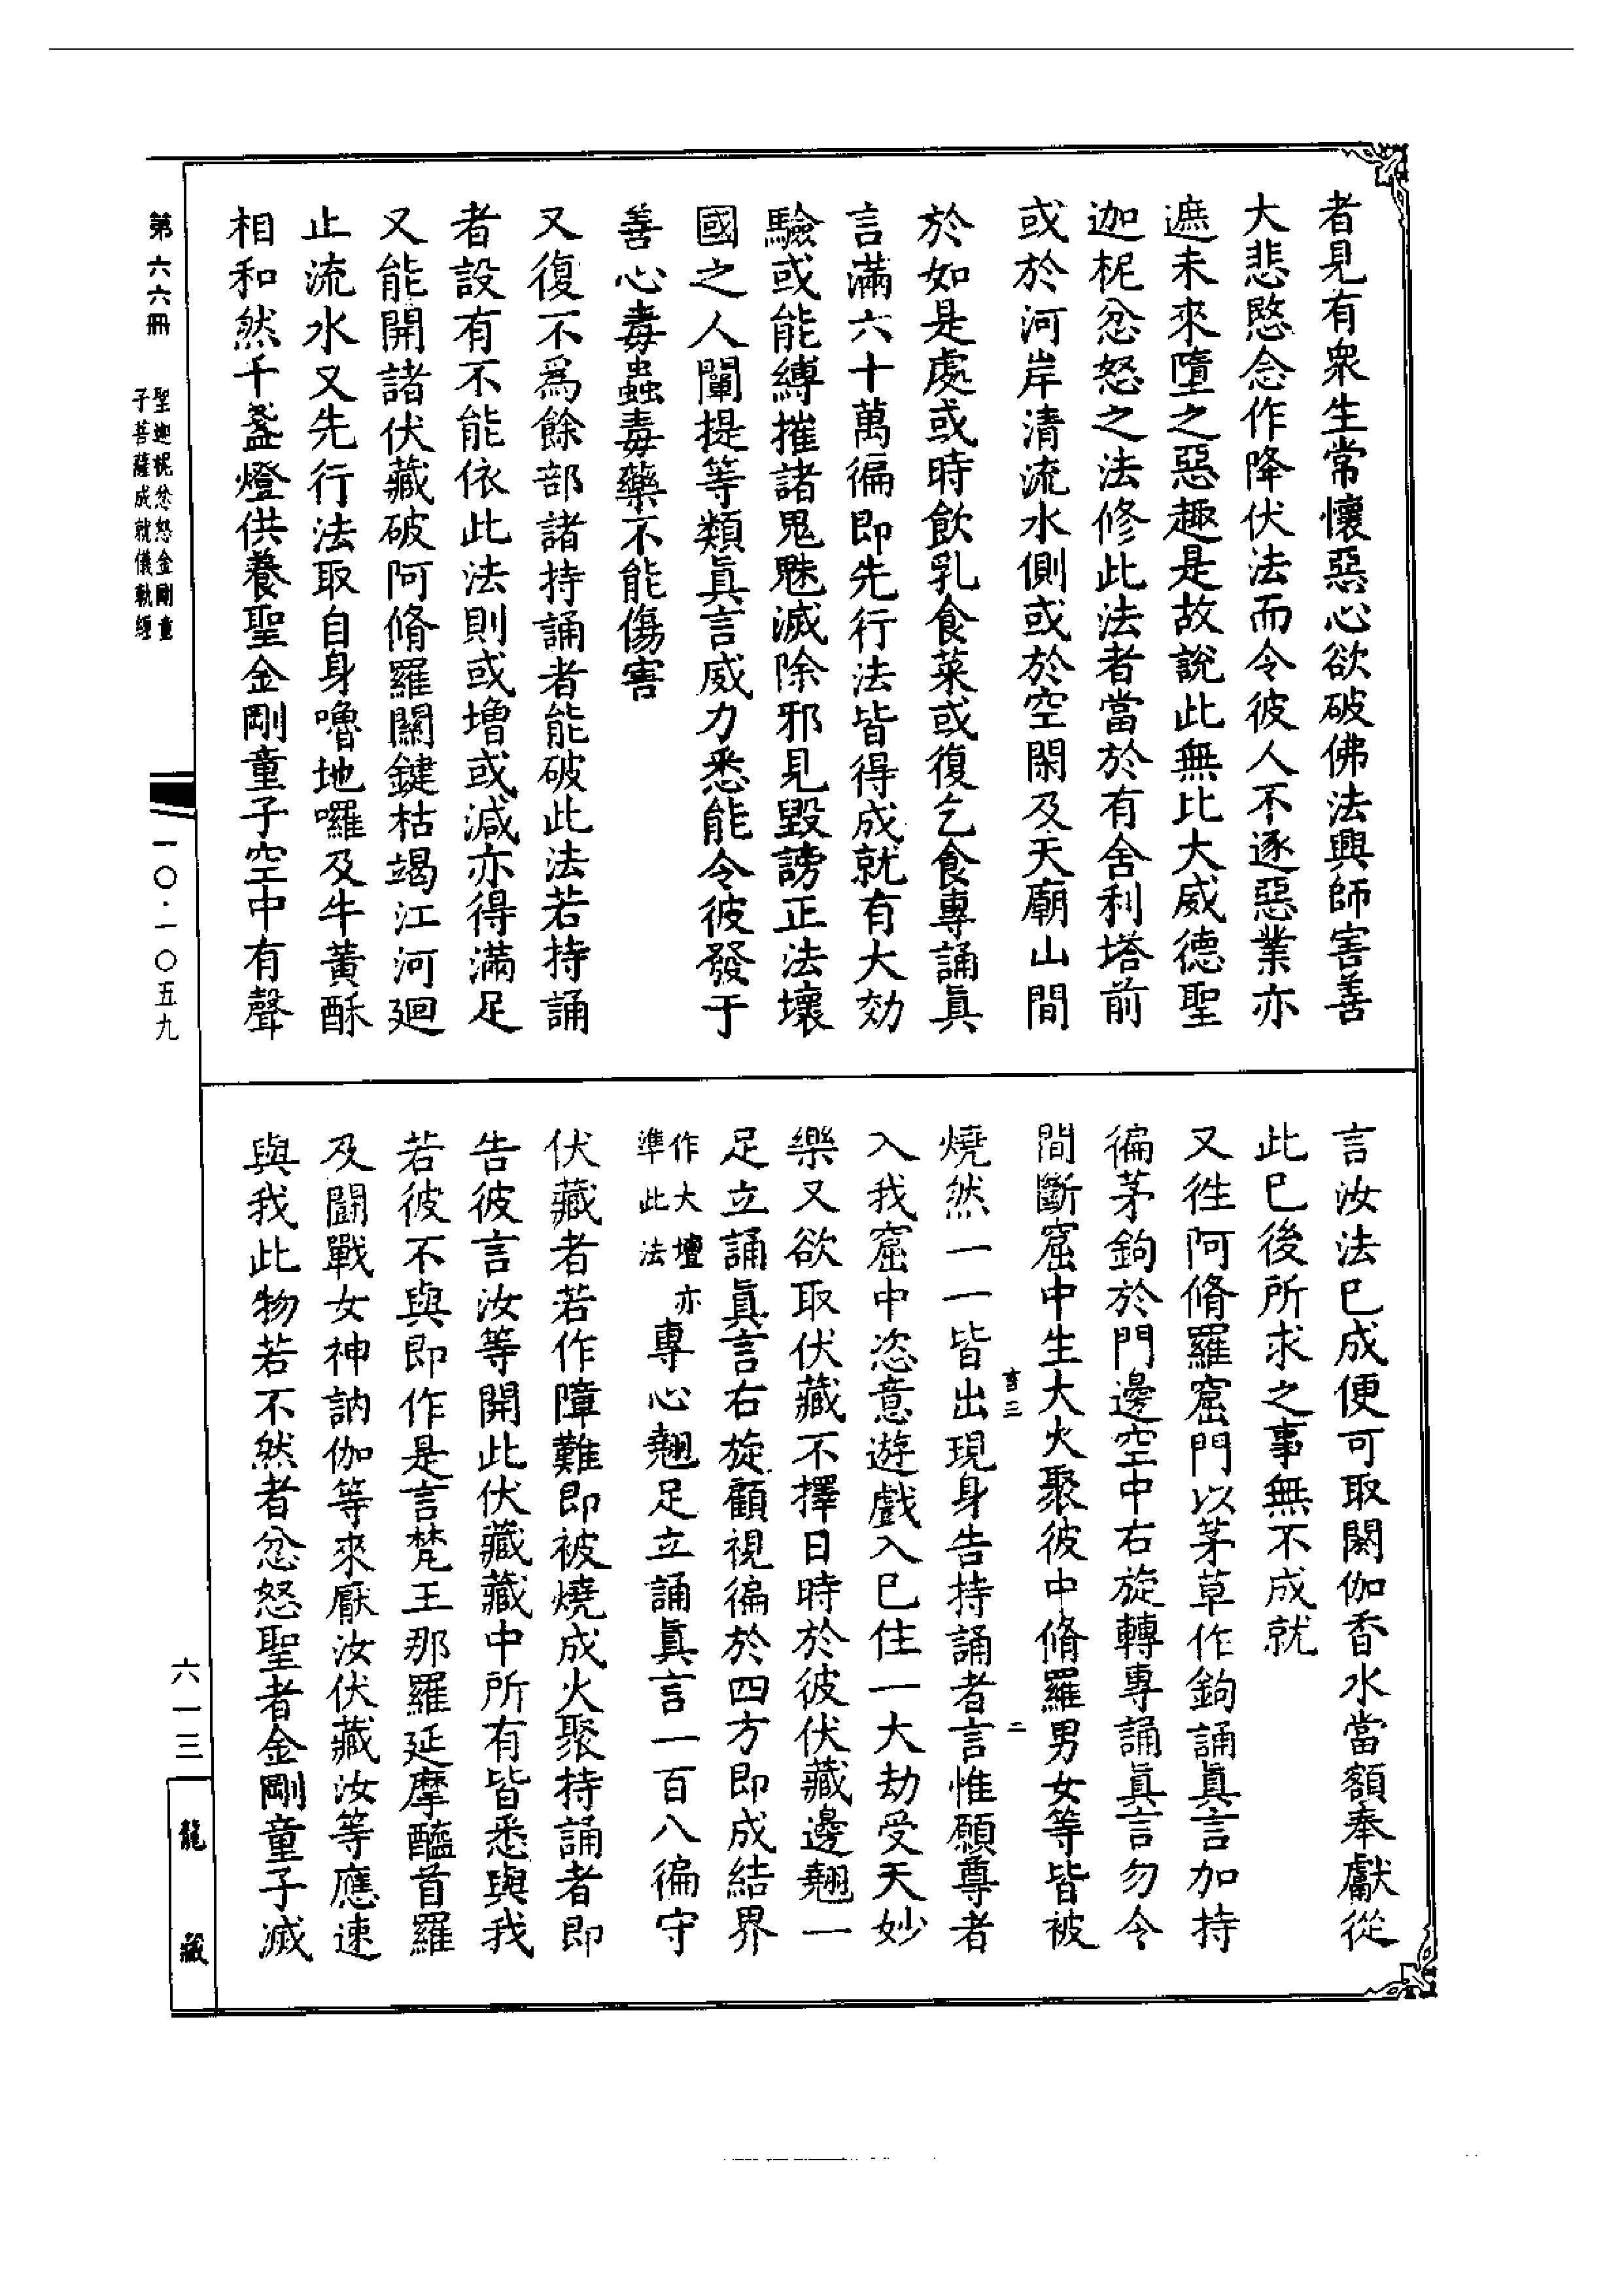 者見有衆生常懷惡心欲破佛法興師害善
大悲愍念作降伏法而令彼人不逐惡業亦
遮未來墮之惡趣是故說此無比大威德聖
迦柅忿怒之法修此法者當於有舍利塔前
或於河岸清流水側或於空閑及天廟山間
於如是處或時飲乳食菜或復乞食專誦眞
言滿六十萬徧即先行法皆得成就有大効
驗或能縛摧諸鬼魅滅除邪見毀謗正法壞
國之人闡提等類眞言威力悉能令彼發于
善心毒蟲毒藥不能傷害
又復不爲餘部諸持誦者能破此法若持誦
者設有不能依此法則或增或減亦得滿足
又能開諸伏藏破阿脩羅關鍵枯竭江河迴
止流水又先行法取自身嚕地囉及牛黃酥
相和然千盞燈供養聖金剛童子空中有聲
言汝法已成便可取閼伽香水當額奉獻從
此已後所求之事無不成就
又徃阿脩羅窟門以茅草作鉤誦眞言加持
徧茅鉤於門邊空中右旋轉專誦眞言勿令
間斷窟中生大火聚彼中脩羅男女等皆被
言三 二
燒然一一皆出現身告持誦者言惟願尊者
入我窟中恣意遊戲入已住一大劫受天妙
樂又欲取伏藏不擇日時於彼伏藏邊翹一
足立誦眞言右旋顧視徧於四方即成結界
作大壇亦
準此法
專心翹足立誦眞言一百八徧守
伏藏者若作障難即被燒成火聚持誦者即
告彼言汝等開此伏藏藏中所有皆悉與我
若彼不與即作是言梵王那羅延摩醯首羅
及鬭戰女神訥伽等來厭汝伏藏汝等應速
與我此物若不然者忿怒聖者金剛童子滅
第六六冊
聖迦柅忿怒金剛童
子菩薩成就儀軌經
一〇·一〇五九
六一三
龍藏